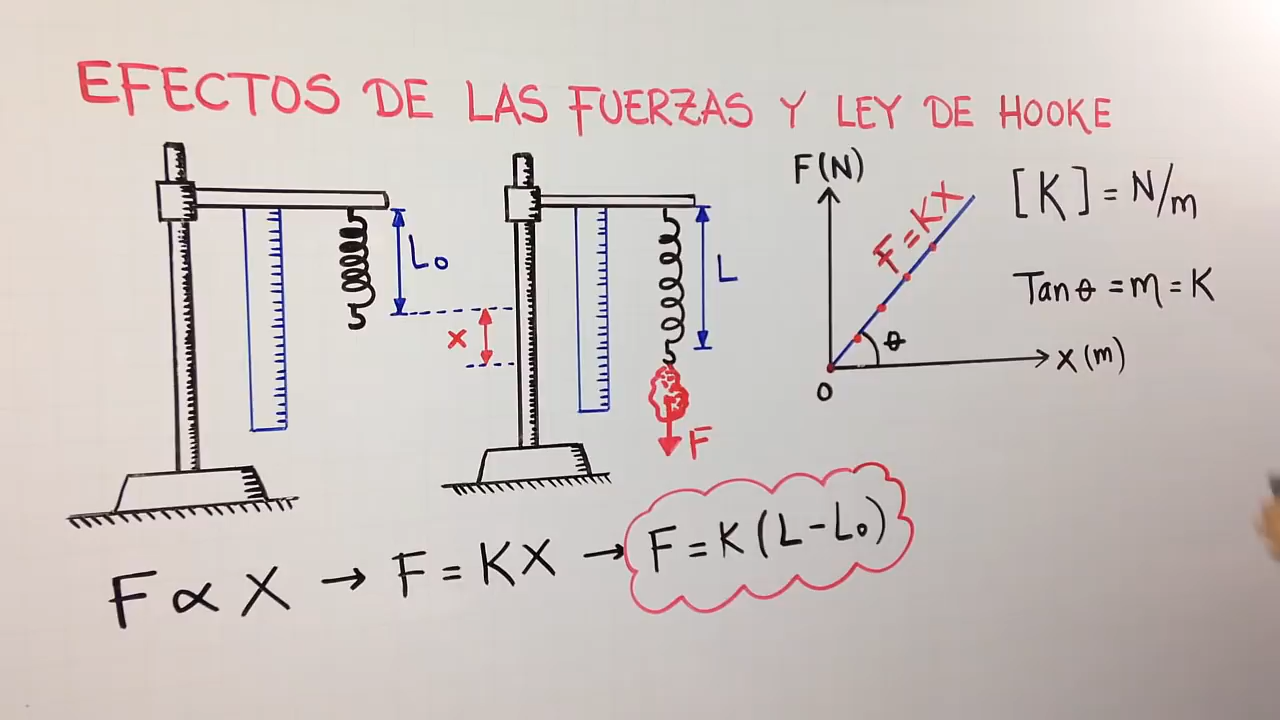 EFECTOS DE LAS FUERZAS Y LEY DE HOOKE
L₀
x
L
F
F(N)
F=KX
θ
0
X(m)
[K] = N/m
Tan θ = m = K
F ∝ X → F = KX → F = K(L-L₀)